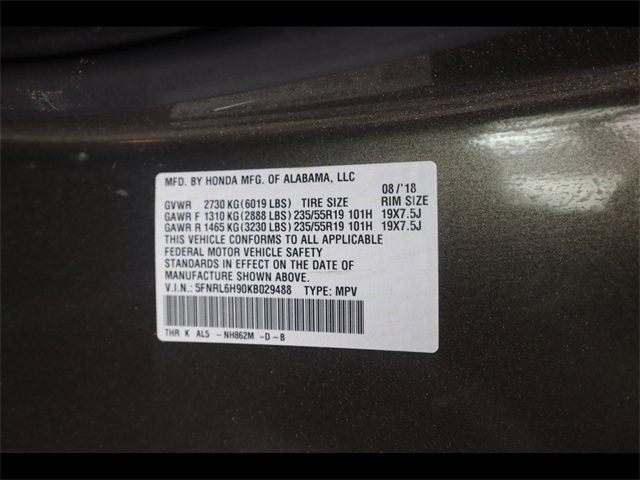 MFD. BY HONDA MFG. OF ALABAMA, LLC 08/'18
GVWR 2730 KG(6019 LBS) TIRE SIZE RIM SIZE
GAWR F 1310 KG(2888 LBS) 235/55R19 101H 19X7.5J
GAWR R 1465 KG(3230 LBS) 235/55R19 101H 19X7.5J
THIS VEHICLE CONFORMS TO ALL APPLICABLE
FEDERAL MOTOR VEHICLE SAFETY
STANDARDS IN EFFECT ON THE DATE OF
MANUFACTURE SHOWN ABOVE.
V.I.N.: 5FNRL6H90KB029488 TYPE: MPV
THR K AL5 -NH862M -D-B